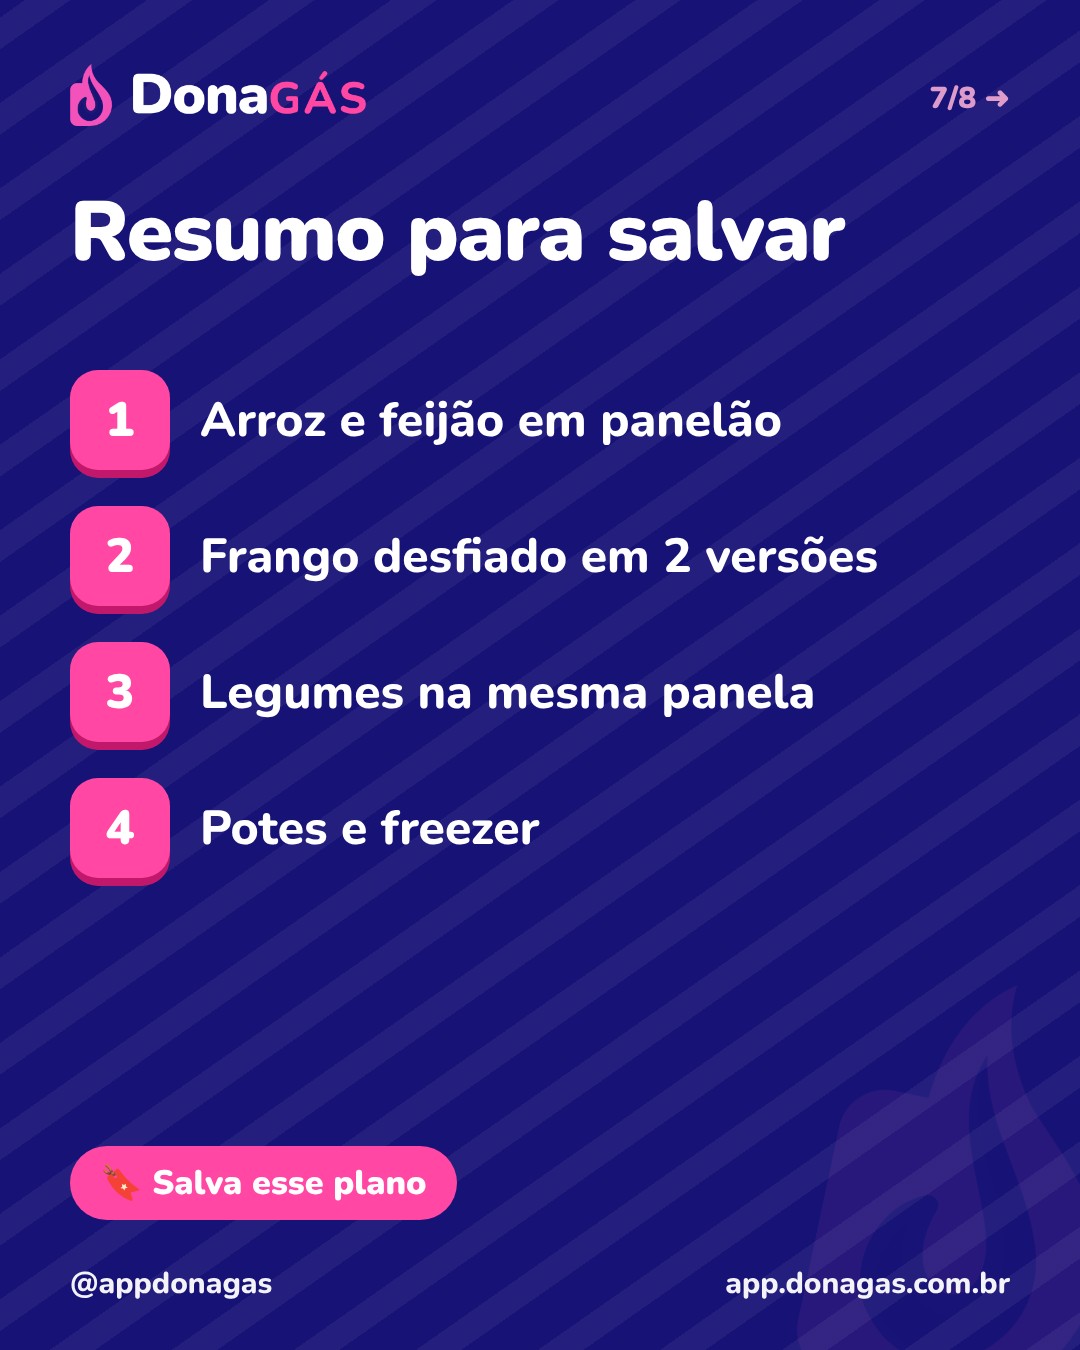 DonaGÁS
7/8 →
Resumo para salvar
1 Arroz e feijão em panelão
2 Frango desfiado em 2 versões
3 Legumes na mesma panela
4 Potes e freezer
🔖 Salva esse plano
@appdonagas
app.donagas.com.br